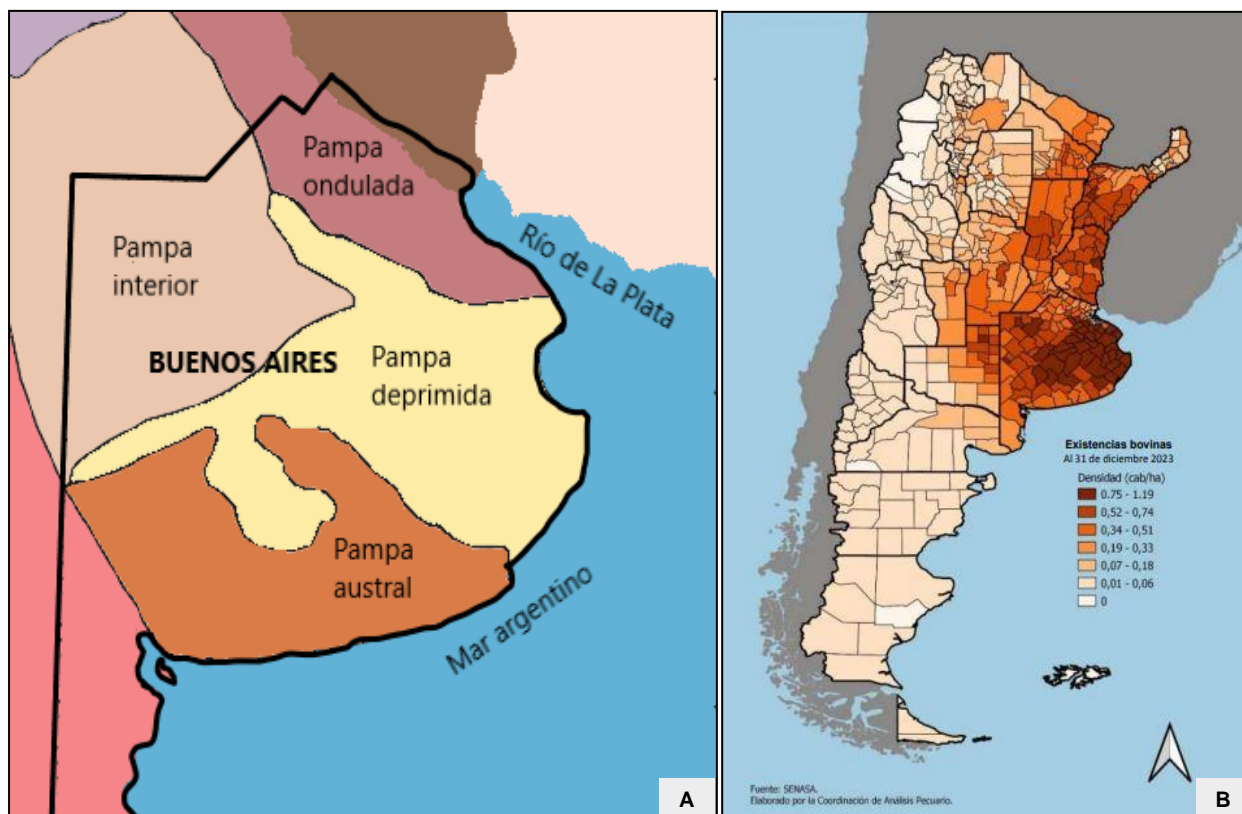 Pampa
ondulada
Pampa
interior
Río de La Plata
BUENOS AIRES
Pampa
deprimida
Pampa
austral
Mar argentino
A
Existencias bovinas
Al 31 de diciembre 2023
Densidad (cab/ha)
0.75 - 1.19
0,52 - 0,74
0,34 - 0,51
0,19 - 0,33
0,07 - 0,18
0,01 - 0,06
0
Fuente: SENASA.
Elaborado por la Coordinación de Análisis Pecuario.
B